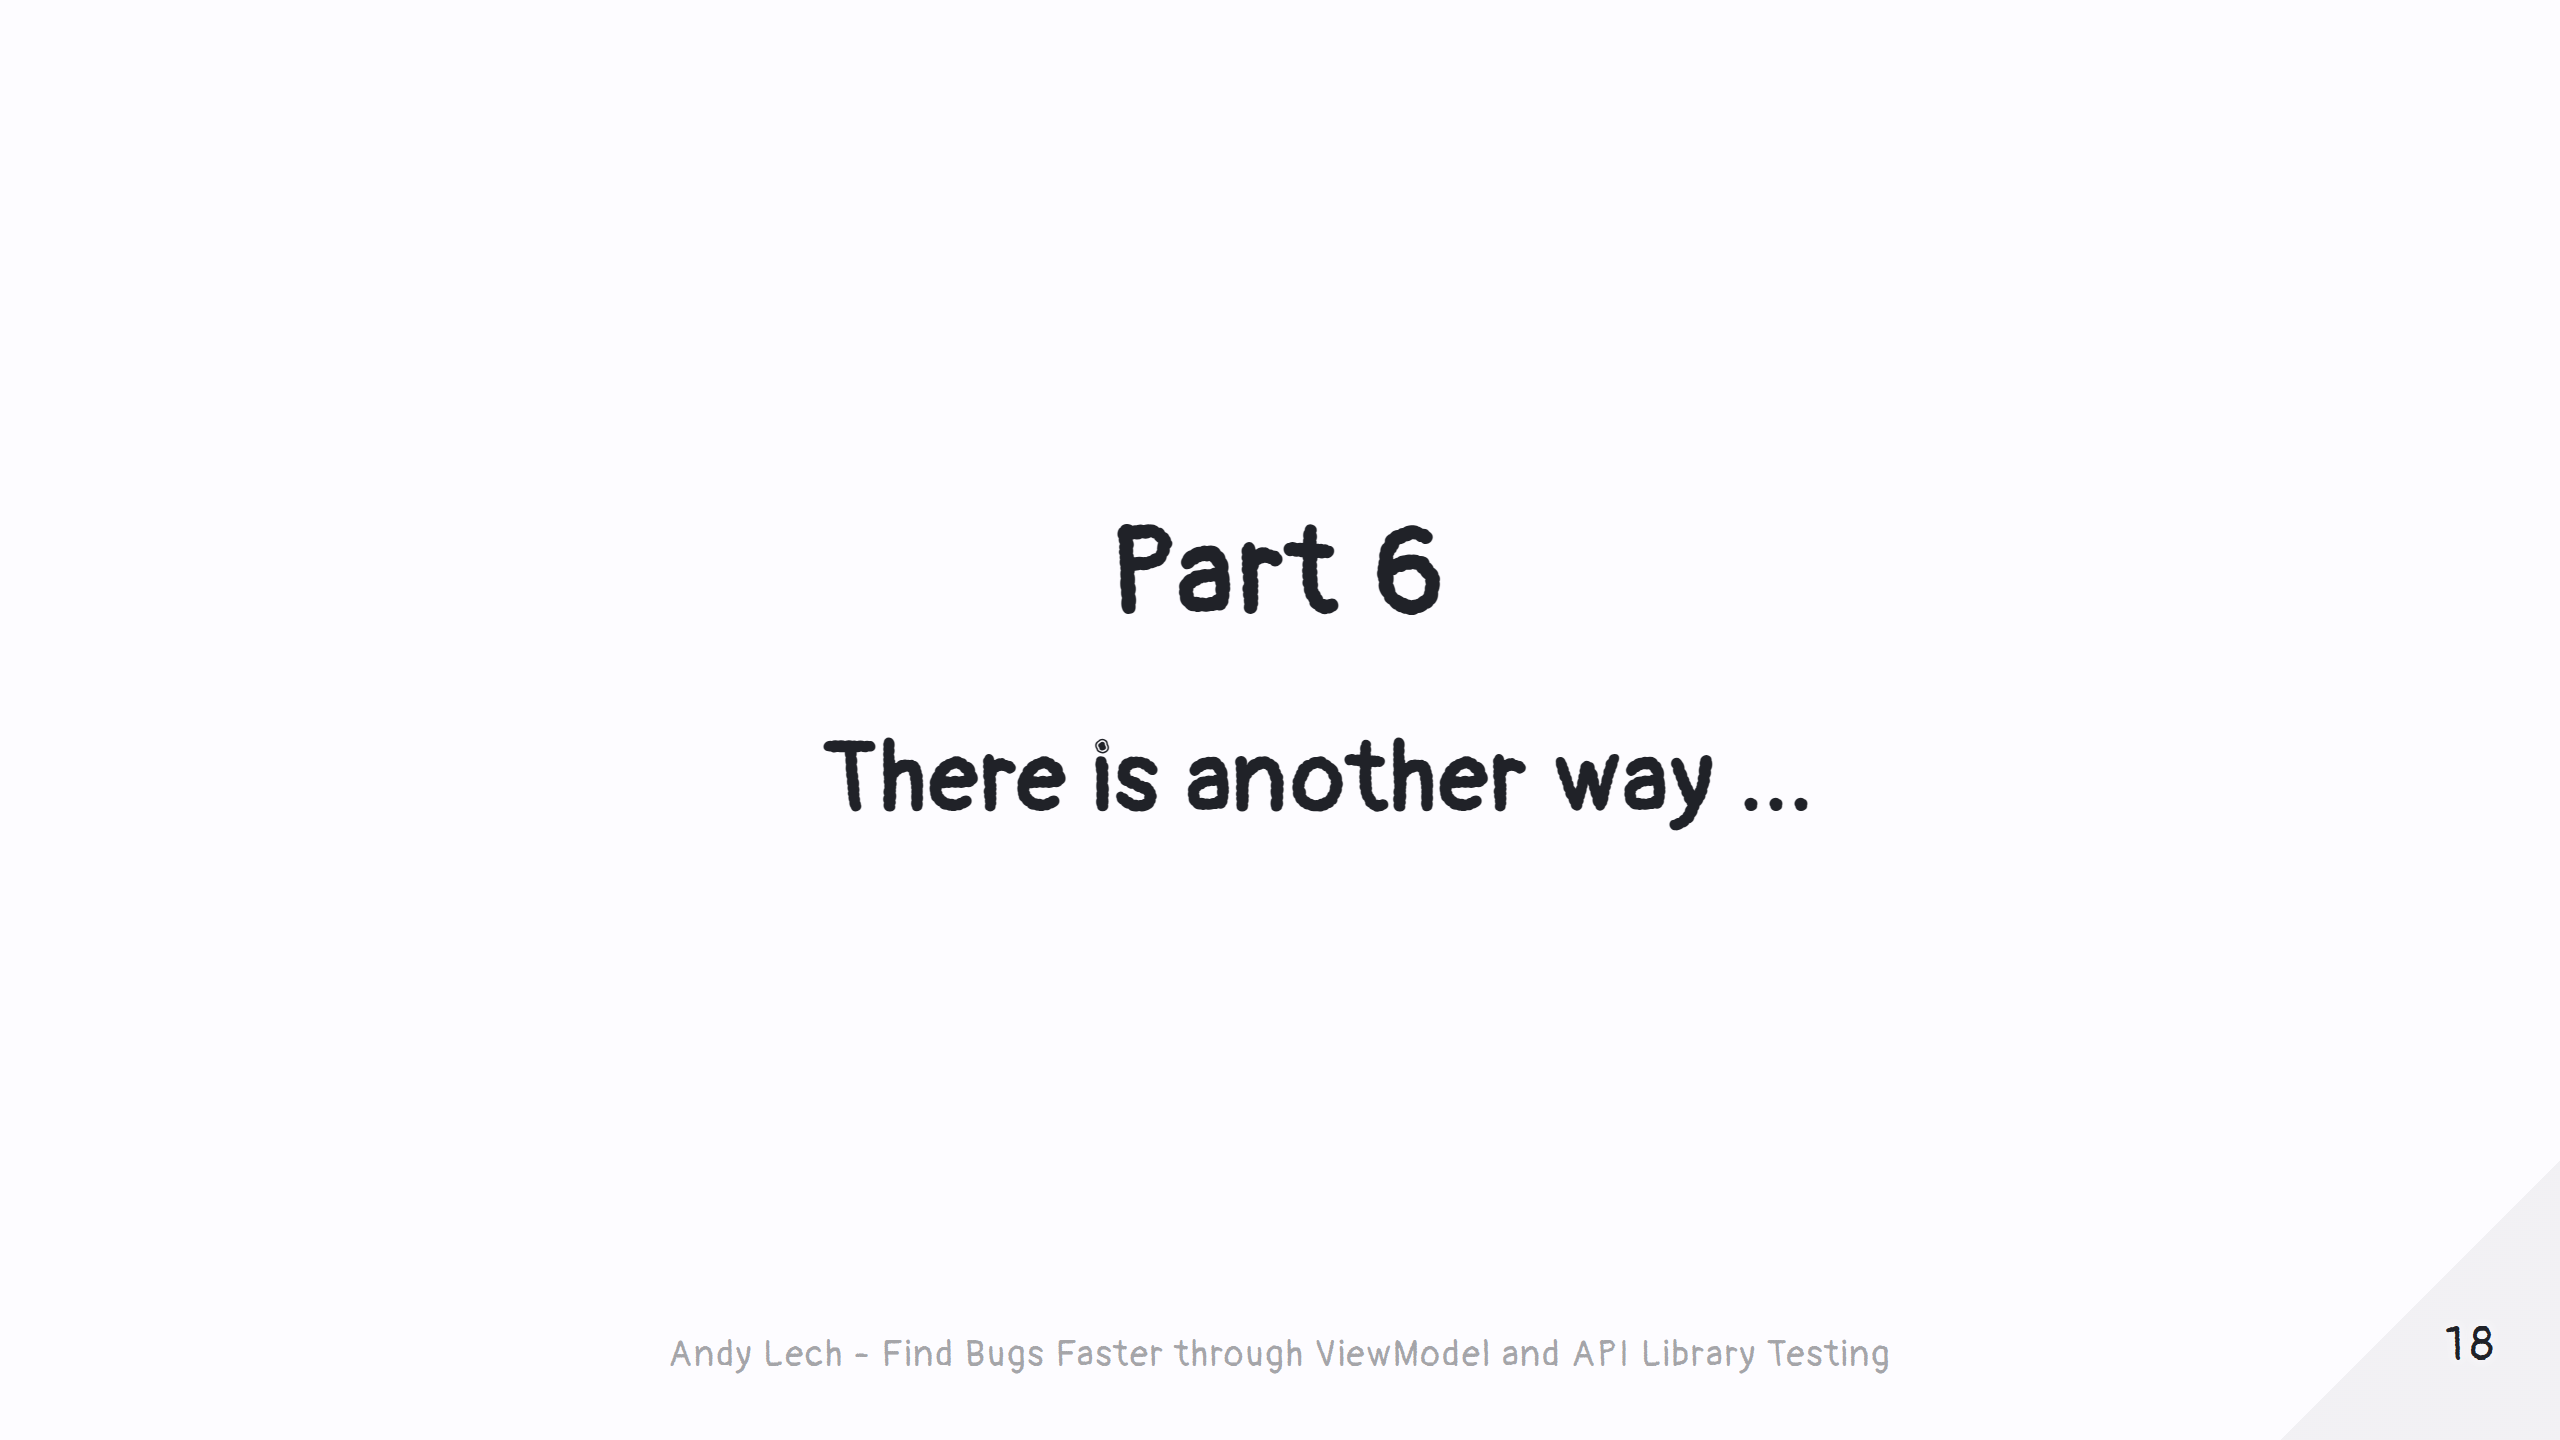 Part 6
There is another way ...
Andy Lech - Find Bugs Faster through ViewModel and API Library Testing
18